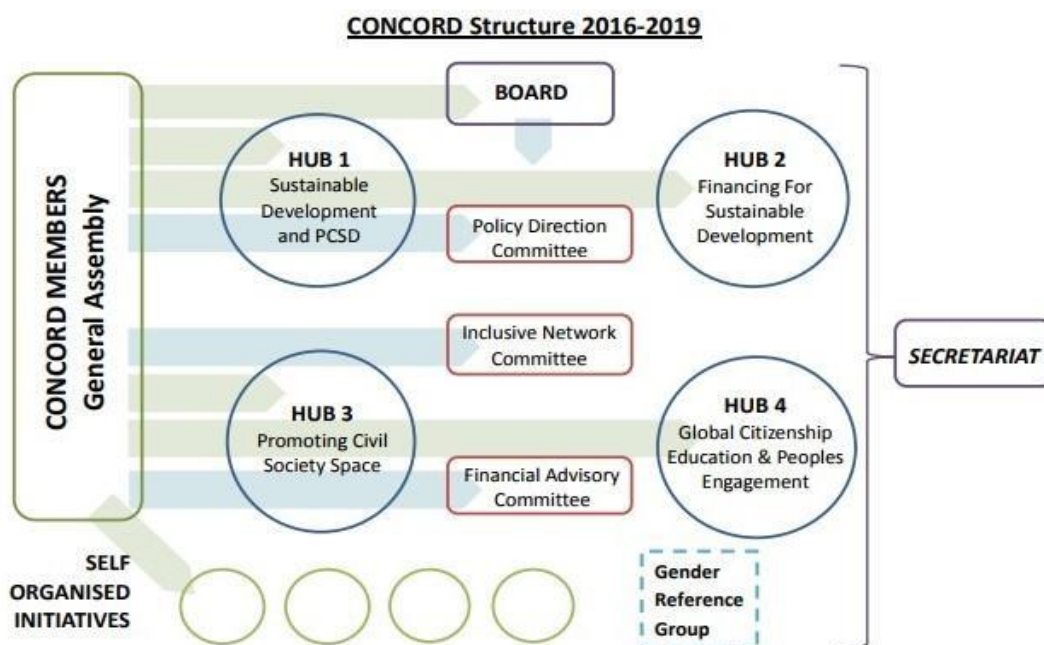 CONCORD Structure 2016-2019
CONCORD MEMBERS
General Assembly
BOARD
HUB 1
Sustainable
Development
and PCSD
HUB 2
Financing For
Sustainable
Development
Policy Direction
Committee
Inclusive Network
Committee
SECRETARIAT
HUB 3
Promoting Civil
Society Space
HUB 4
Global Citizenship
Education & Peoples
Engagement
Financial Advisory
Committee
SELF
ORGANISED
INITIATIVES
Gender
Reference
Group